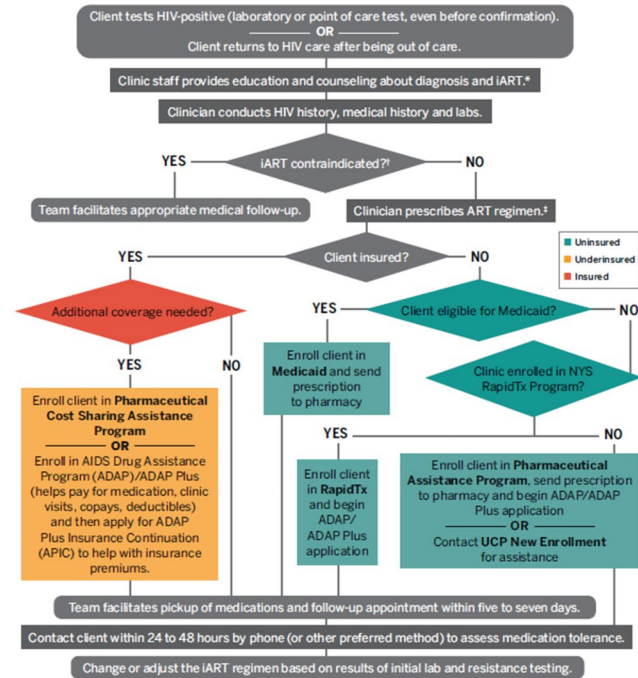 Client tests HIV-positive (laboratory or point of care test, even before confirmation).
OR
Client returns to HIV care after being out of care.
Clinic staff provides education and counseling about diagnosis and iART.*
Clinician conducts HIV history, medical history and labs.
YES
iART contraindicated?†
NO
Team facilitates appropriate medical follow-up.
Clinician prescribes ART regimen.‡
YES
Client insured?
NO
Uninsured
Underinsured
Insured
Additional coverage needed?
YES
Client eligible for Medicaid?
NO
YES
NO
Enroll client in
Medicaid and send
prescription
to pharmacy
Clinic enrolled in NYS
RapidTx Program?
Enroll client in Pharmaceutical
Cost Sharing Assistance
Program
OR
Enroll in AIDS Drug Assistance
Program (ADAP)/ADAP Plus
(helps pay for medication, clinic
visits, copays, deductibles)
and then apply for ADAP
Plus Insurance Continuation
(APIC) to help with insurance
premiums.
YES
NO
Enroll client
in RapidTx
and begin
ADAP/
ADAP Plus
application
Enroll client in Pharmaceutical
Assistance Program, send prescription
to pharmacy and begin ADAP/ADAP
Plus application
OR
Contact UCP New Enrollment
for assistance
Team facilitates pickup of medications and follow-up appointment within five to seven days.
Contact client within 24 to 48 hours by phone (or other preferred method) to assess medication tolerance.
Change or adjust the iART regimen based on results of initial lab and resistance testing.